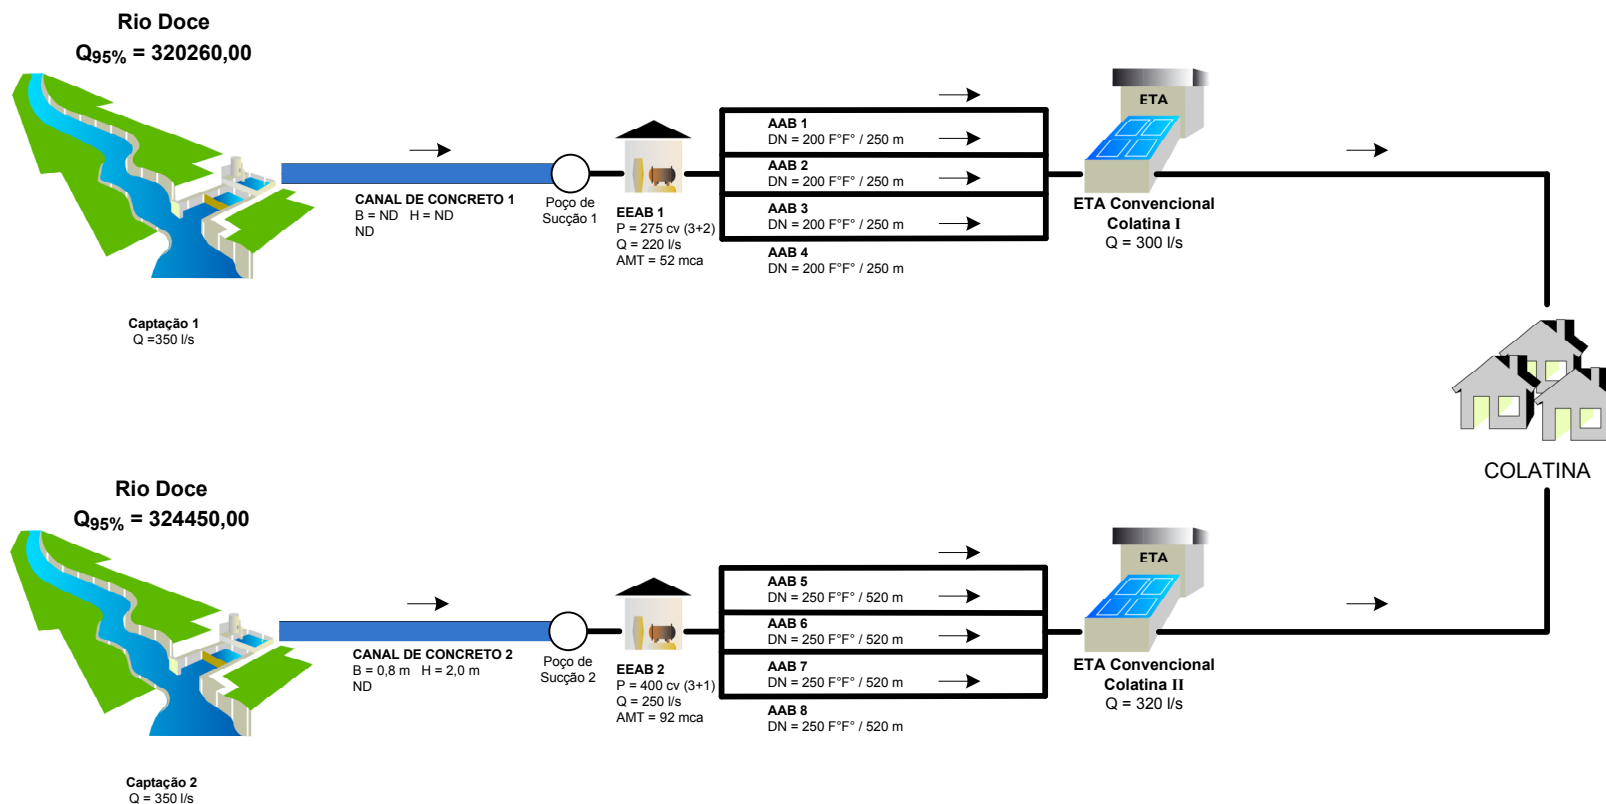 Rio Doce
Q95% = 320260,00
ETA
AAB 1
DN = 200 F°F° / 250 m
AAB 2
DN = 200 F°F° / 250 m
AAB 3
DN = 200 F°F° / 250 m
AAB 4
DN = 200 F°F° / 250 m
CANAL DE CONCRETO 1
B = ND H = ND
ND
Poço de
Sucção 1
EEAB 1
P = 275 cv (3+2)
Q = 220 l/s
AMT = 52 mca
ETA Convencional
Colatina I
Q = 300 l/s
Captação 1
Q =350 l/s
COLATINA
Rio Doce
Q95% = 324450,00
ETA
AAB 5
DN = 250 F°F° / 520 m
AAB 6
DN = 250 F°F° / 520 m
AAB 7
DN = 250 F°F° / 520 m
AAB 8
DN = 250 F°F° / 520 m
CANAL DE CONCRETO 2
B = 0,8 m H = 2,0 m
ND
Poço de
Sucção 2
EEAB 2
P = 400 cv (3+1)
Q = 250 l/s
AMT = 92 mca
ETA Convencional
Colatina II
Q = 320 l/s
Captação 2
Q = 350 l/s